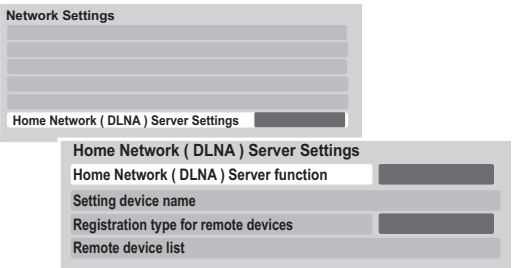 Network Settings
Home Network ( DLNA ) Server Settings
Home Network ( DLNA ) Server Settings
Home Network ( DLNA ) Server function
Setting device name
Registration type for remote devices
Remote device list